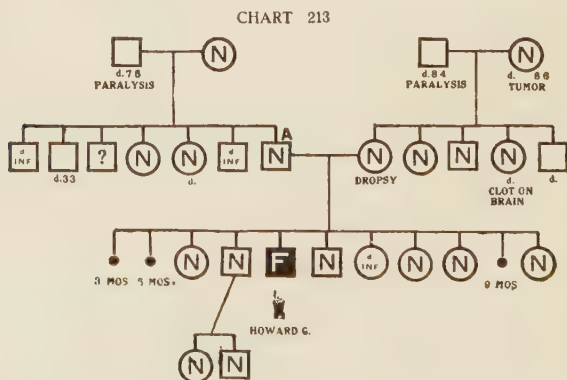 CHART 213
N N
d.78 d.84 d. 86
PARALYSIS PARALYSIS TUMOR
A
d INF ? N N d INF N N N N N
d.33 d. d. d.
DROPSY CLOT ON
BRAIN
N N F N d INF N N N
3 MOS 5 MOS. 9 MOS
HOWARD G.
N N